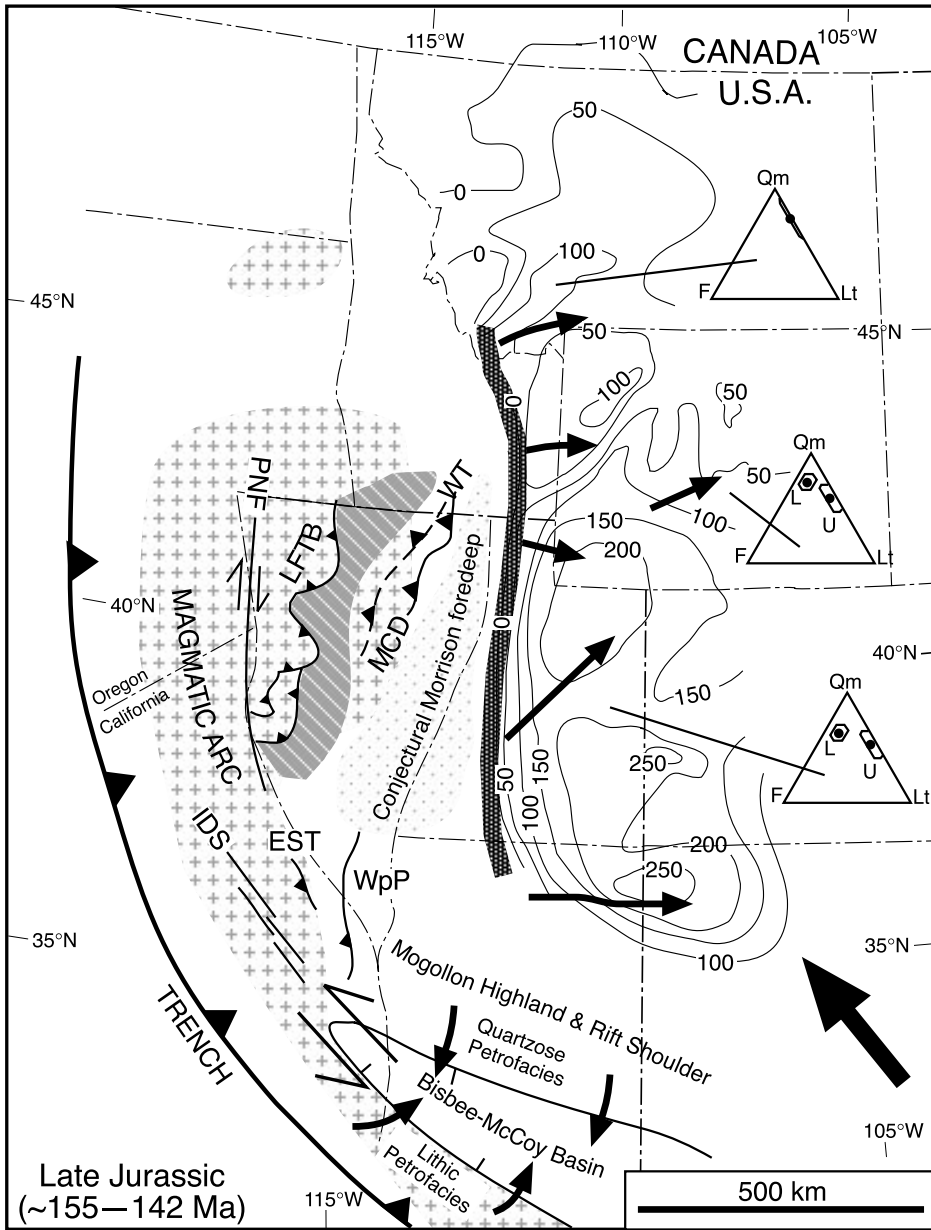 115°W
110°W
105°W
CANADA
U.S.A.
50
0
Qm
0
100
F
Lt
45°N
45°N
50
100
50
0
Qm
50
L
U
F
Lt
100
150
200
PNF
LFTB
WT
MCD
Conjectural Morrison foredeep
40°N
MAGMATIC ARC
Oregon
California
0
40°N
150
Qm
L
U
F
Lt
250
50
100
150
200
250
IDS
EST
WpP
35°N
35°N
100
Mogollon Highland & Rift Shoulder
Quartzose
Petrofacies
TRENCH
Bisbee-McCoy Basin
Lithic
Petrofacies
105°W
Late Jurassic
(~155—142 Ma)
115°W
500 km